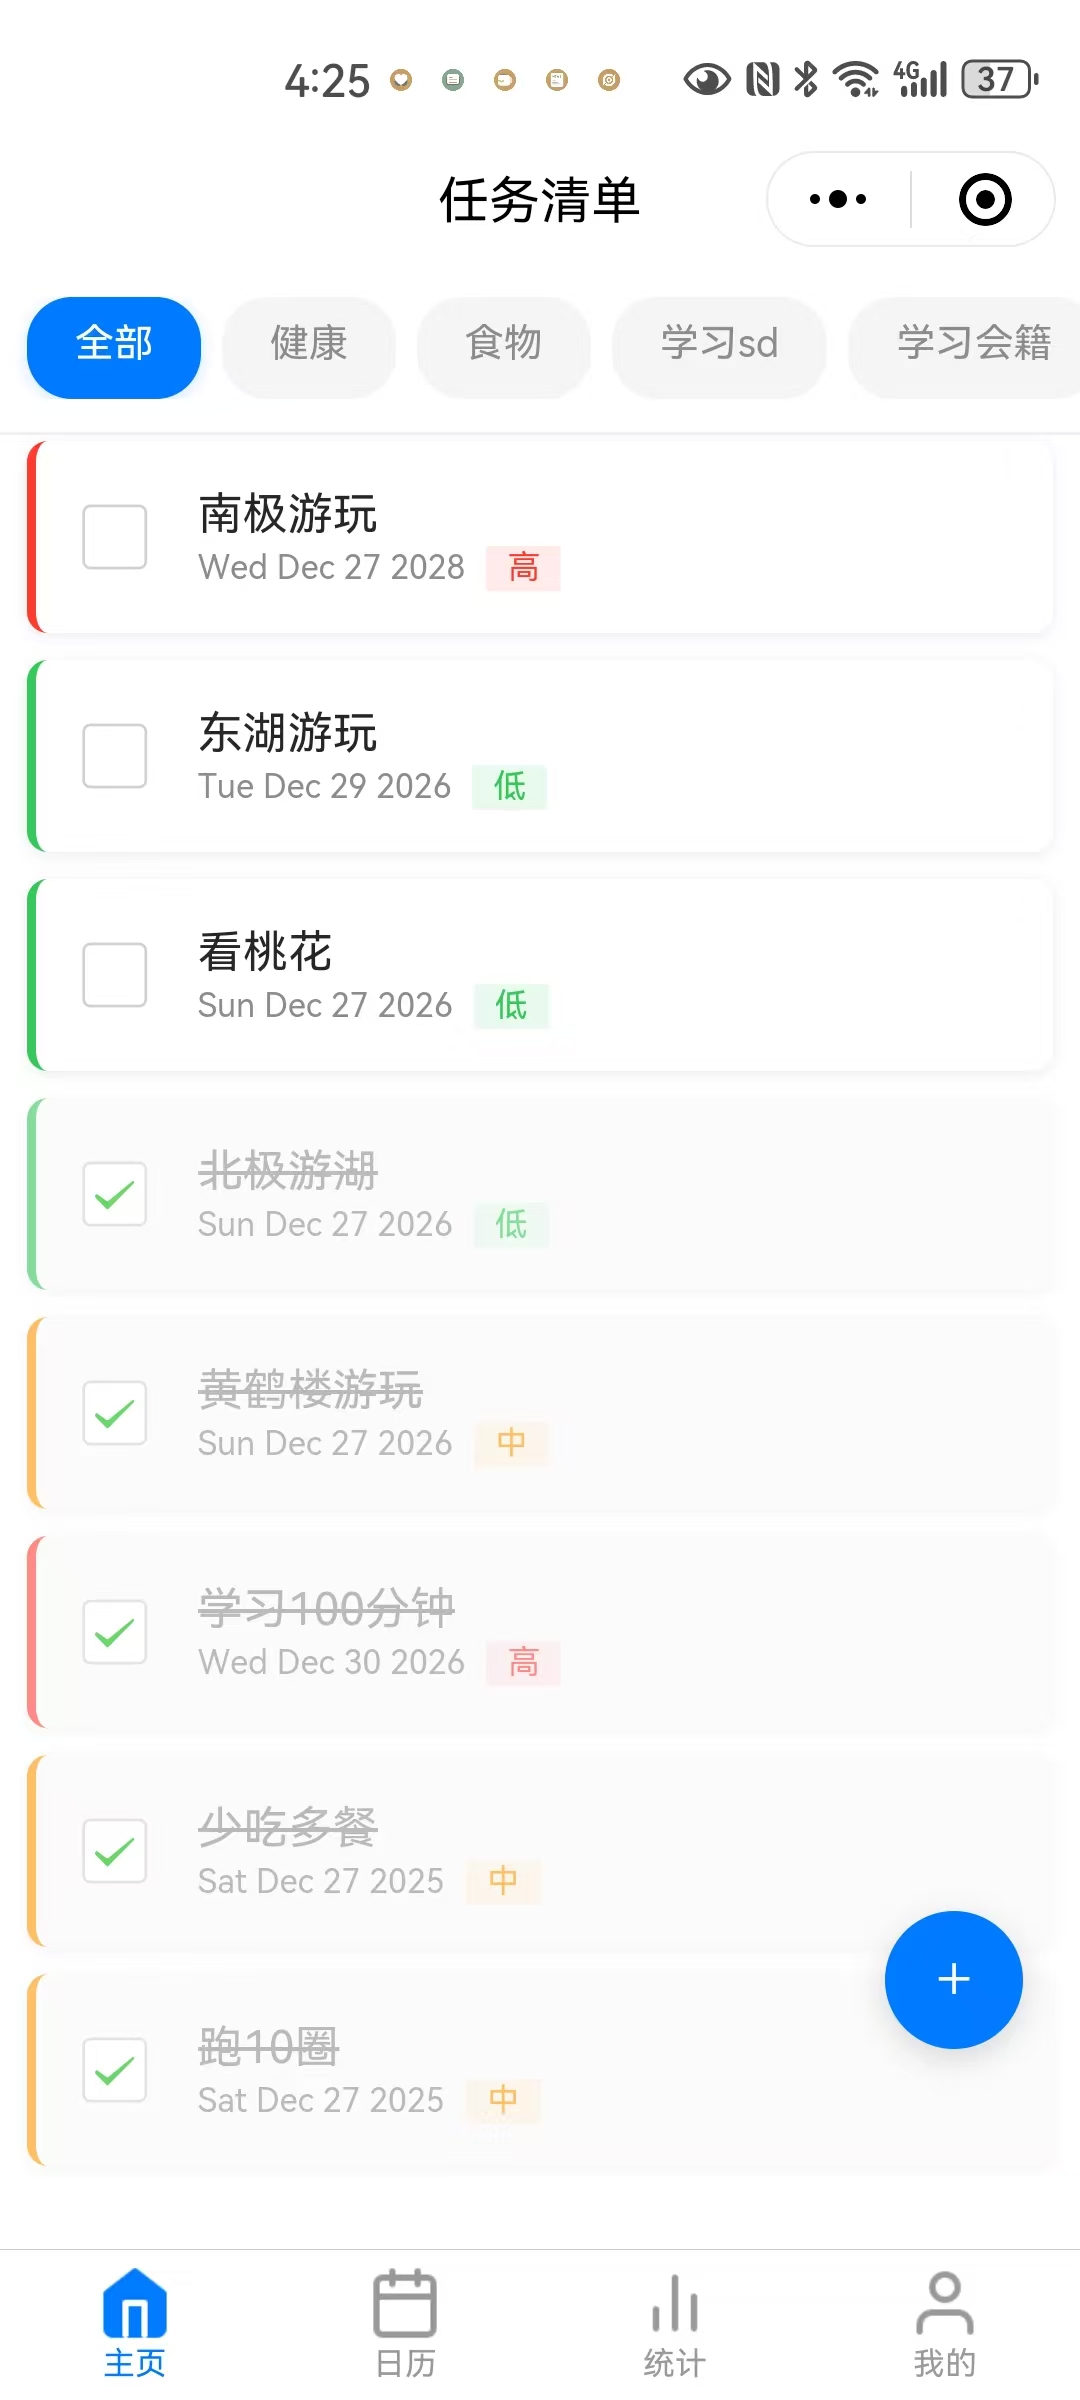 4:25 4G 37
任务清单
全部 健康 食物 学习sd 学习会籍
南极游玩
Wed Dec 27 2028 高
东湖游玩
Tue Dec 29 2026 低
看桃花
Sun Dec 27 2026 低
北极游湖
Sun Dec 27 2026 低
黄鹤楼游玩
Sun Dec 27 2026 中
学习100分钟
Wed Dec 30 2026 高
少吃多餐
Sat Dec 27 2025 中
跑10圈
Sat Dec 27 2025 中
+
主页 日历 统计 我的